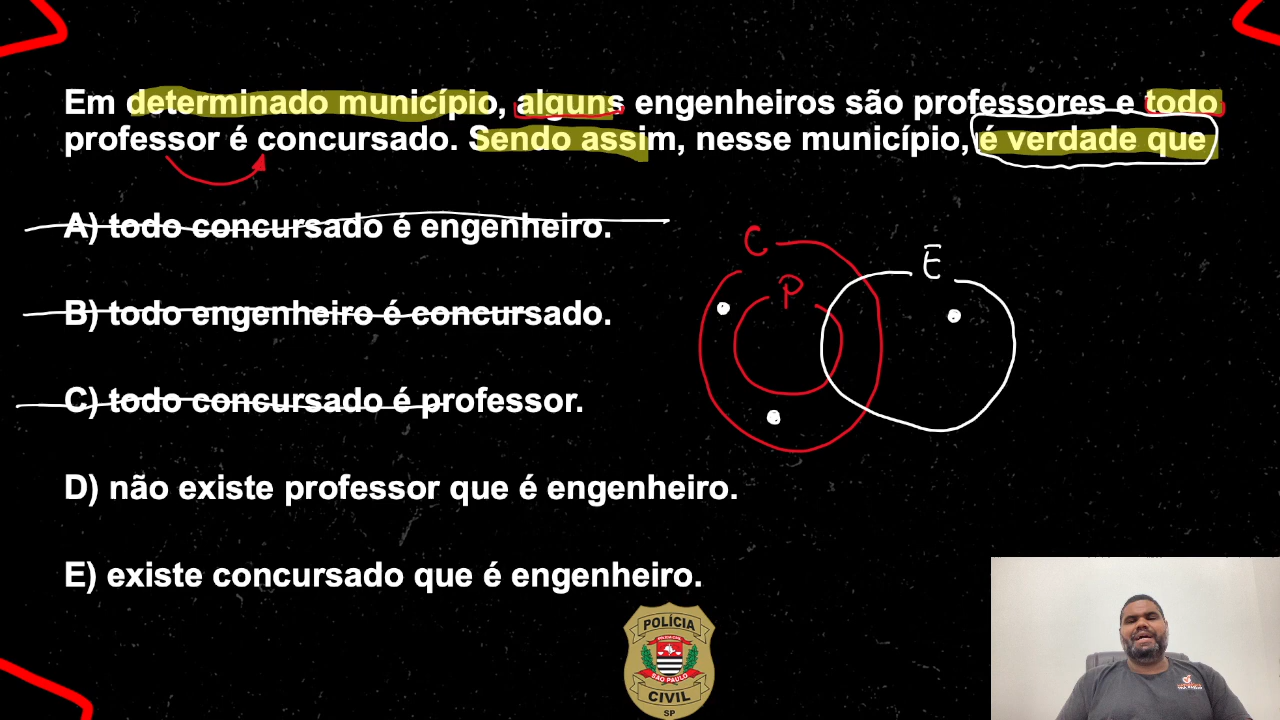 Em determinado município, alguns engenheiros são professores e todo
professor é concursado. Sendo assim, nesse município, é verdade que
A) todo concursado é engenheiro.
B) todo engenheiro é concursado.
C) todo concursado é professor.
D) não existe professor que é engenheiro.
E) existe concursado que é engenheiro.
C
P
E
POLÍCIA
SÃO PAULO
CIVIL
SP